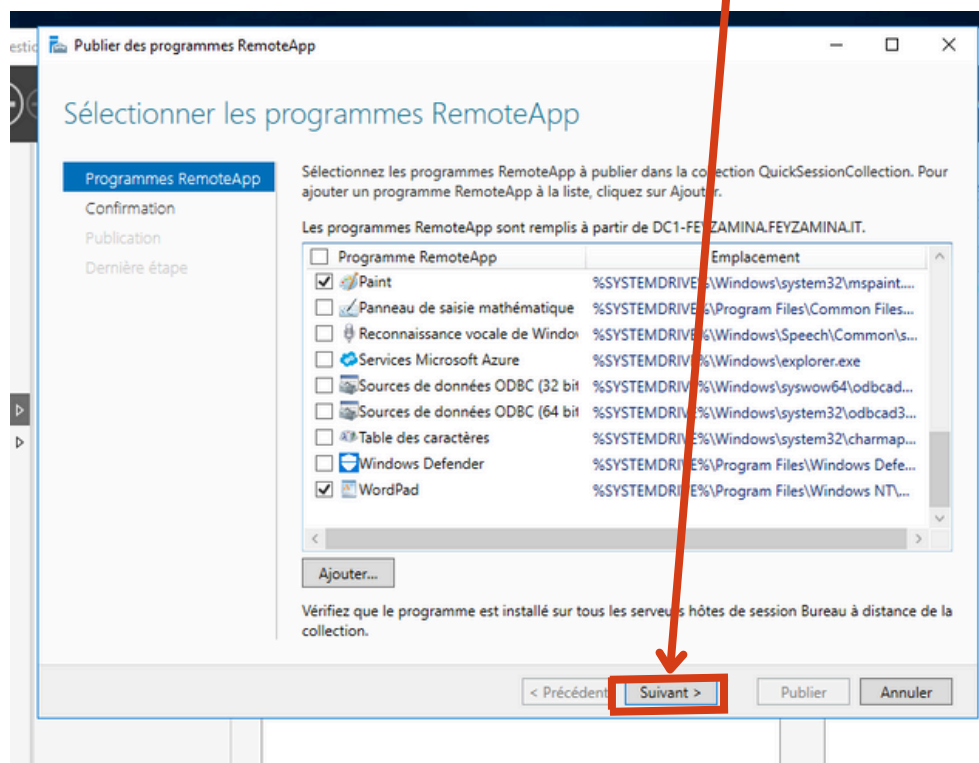 estic
Publier des programmes RemoteApp
Sélectionner les programmes RemoteApp
Programmes RemoteApp
Confirmation
Publication
Dernière étape
Sélectionnez les programmes RemoteApp à publier dans la collection QuickSessionCollection. Pour
ajouter un programme RemoteApp à la liste, cliquez sur Ajouter.
Les programmes RemoteApp sont remplis à partir de DC1-FEYZAMINA.FEYZAMINA.IT.
Programme RemoteApp Emplacement
Paint %SYSTEMDRIVE%\Windows\system32\mspaint....
Panneau de saisie mathématique %SYSTEMDRIVE%\Program Files\Common Files...
Reconnaissance vocale de Windov %SYSTEMDRIVE%\Windows\Speech\Common\s...
Services Microsoft Azure %SYSTEMDRIVE%\Windows\explorer.exe
Sources de données ODBC (32 bit %SYSTEMDRIVE%\Windows\syswow64\odbcad...
Sources de données ODBC (64 bit %SYSTEMDRIVE%\Windows\system32\odbcad3...
Table des caractères %SYSTEMDRIVE%\Windows\system32\charmap...
Windows Defender %SYSTEMDRIVE%\Program Files\Windows Defe...
WordPad %SYSTEMDRIVE%\Program Files\Windows NT\...
Ajouter...
Vérifiez que le programme est installé sur tous les serveurs hôtes de session Bureau à distance de la
collection.
< Précédent Suivant > Publier Annuler